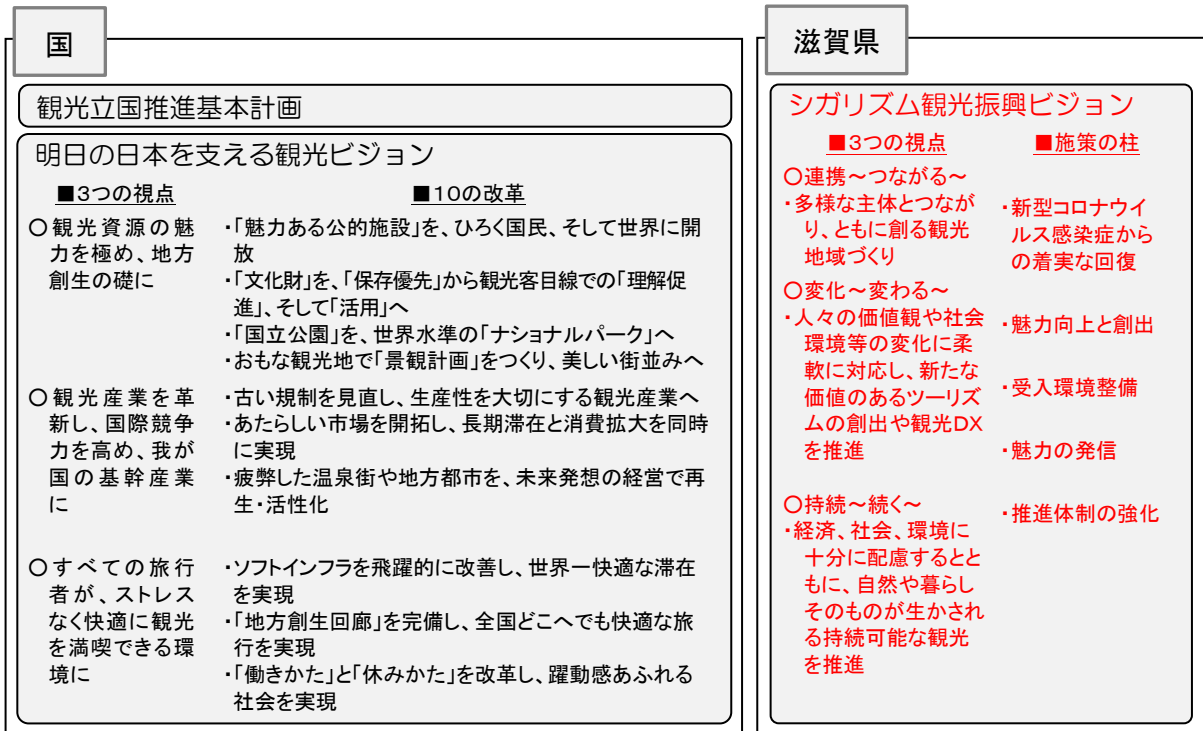 国
観光立国推進基本計画
明日の日本を支える観光ビジョン
■3つの視点
■10の改革
〇観光資源の魅
力を極め、地方
創生の礎に
・「魅力ある公的施設」を、ひろく国民、そして世界に開
放
・「文化財」を、「保存優先」から観光客目線での「理解促
進」、そして「活用」へ
・「国立公園」を、世界水準の「ナショナルパーク」へ
・おもな観光地で「景観計画」をつくり、美しい街並みへ
〇観光産業を革
新し、国際競争
力を高め、我が
国の基幹産業
に
・古い規制を見直し、生産性を大切にする観光産業へ
・あたらしい市場を開拓し、長期滞在と消費拡大を同時
に実現
・疲弊した温泉街や地方都市を、未来発想の経営で再
生・活性化
〇すべての旅行
者が、ストレス
なく快適に観光
を満喫できる環
境に
・ソフトインフラを飛躍的に改善し、世界一快適な滞在
を実現
・「地方創生回廊」を完備し、全国どこへでも快適な旅
行を実現
・「働きかた」と「休みかた」を改革し、躍動感あふれる
社会を実現
滋賀県
シガリズム観光振興ビジョン
■3つの視点
〇連携~つながる~
・多様な主体とつなが
り、ともに創る観光
地域づくり
〇変化~変わる~
・人々の価値観や社会
環境等の変化に柔
軟に対応し、新たな
価値のあるツーリズ
ムの創出や観光DX
を推進
〇持続~続く~
・経済、社会、環境に
十分に配慮するとと
もに、自然や暮らし
そのものが生かされ
る持続可能な観光
を推進
■施策の柱
・新型コロナウイ
ルス感染症から
の着実な回復
・魅力向上と創出
・受入環境整備
・魅力の発信
・推進体制の強化